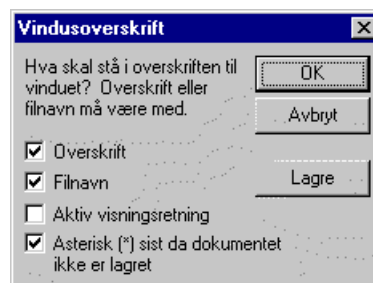 Vindusoverskrift
Hva skal stå i overskriften til
vinduet? Overskrift eller
filnavn må være med.
OK
Avbryt
Lagre
Overskrift
Filnavn
Aktiv visningsretning
Asterisk (*) sist da dokumentet
ikke er lagret